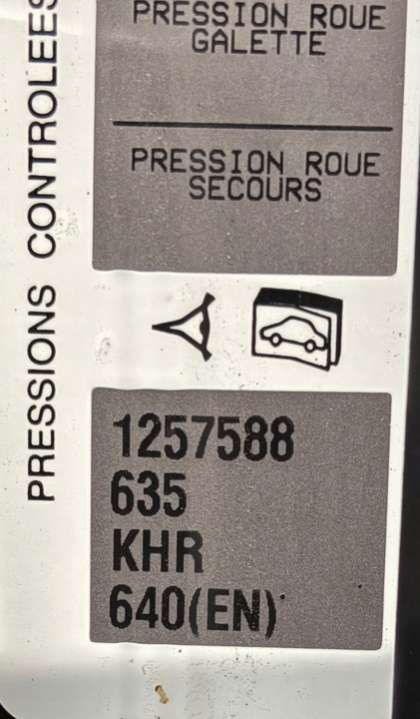 PRESSION ROUE
GALETTE
PRESSION ROUE
SECOURS
PRESSIONS CONTROLEES
1257588
635
KHR
640(EN)